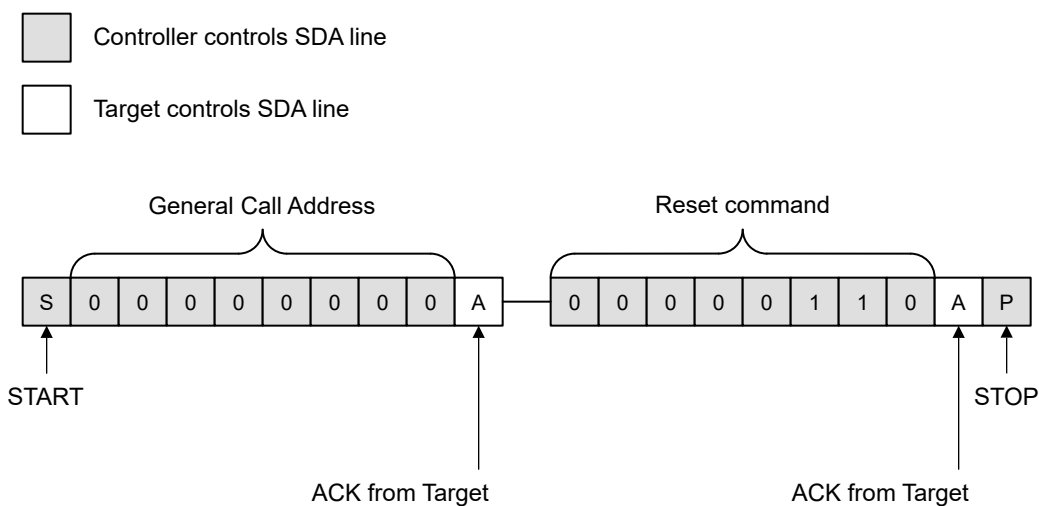 Controller controls SDA line
Target controls SDA line
General Call Address
Reset command
S 0 0 0 0 0 0 0 0 A 0 0 0 0 0 1 1 0 A P
START
STOP
ACK from Target
ACK from Target